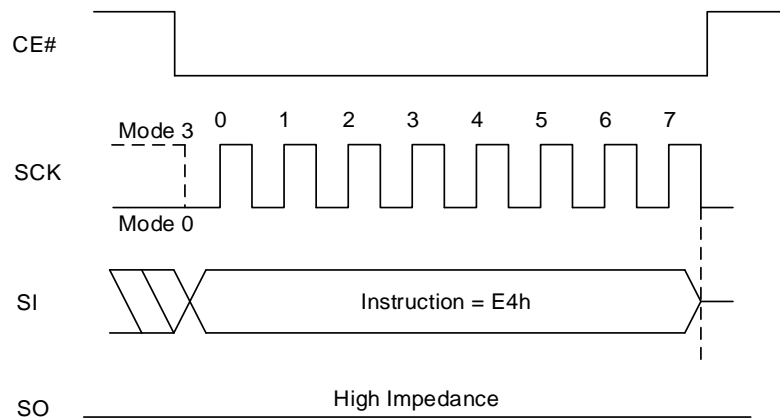 CE#
Mode 3
0 1 2 3 4 5 6 7
SCK
Mode 0
SI
Instruction = E4h
SO
High Impedance